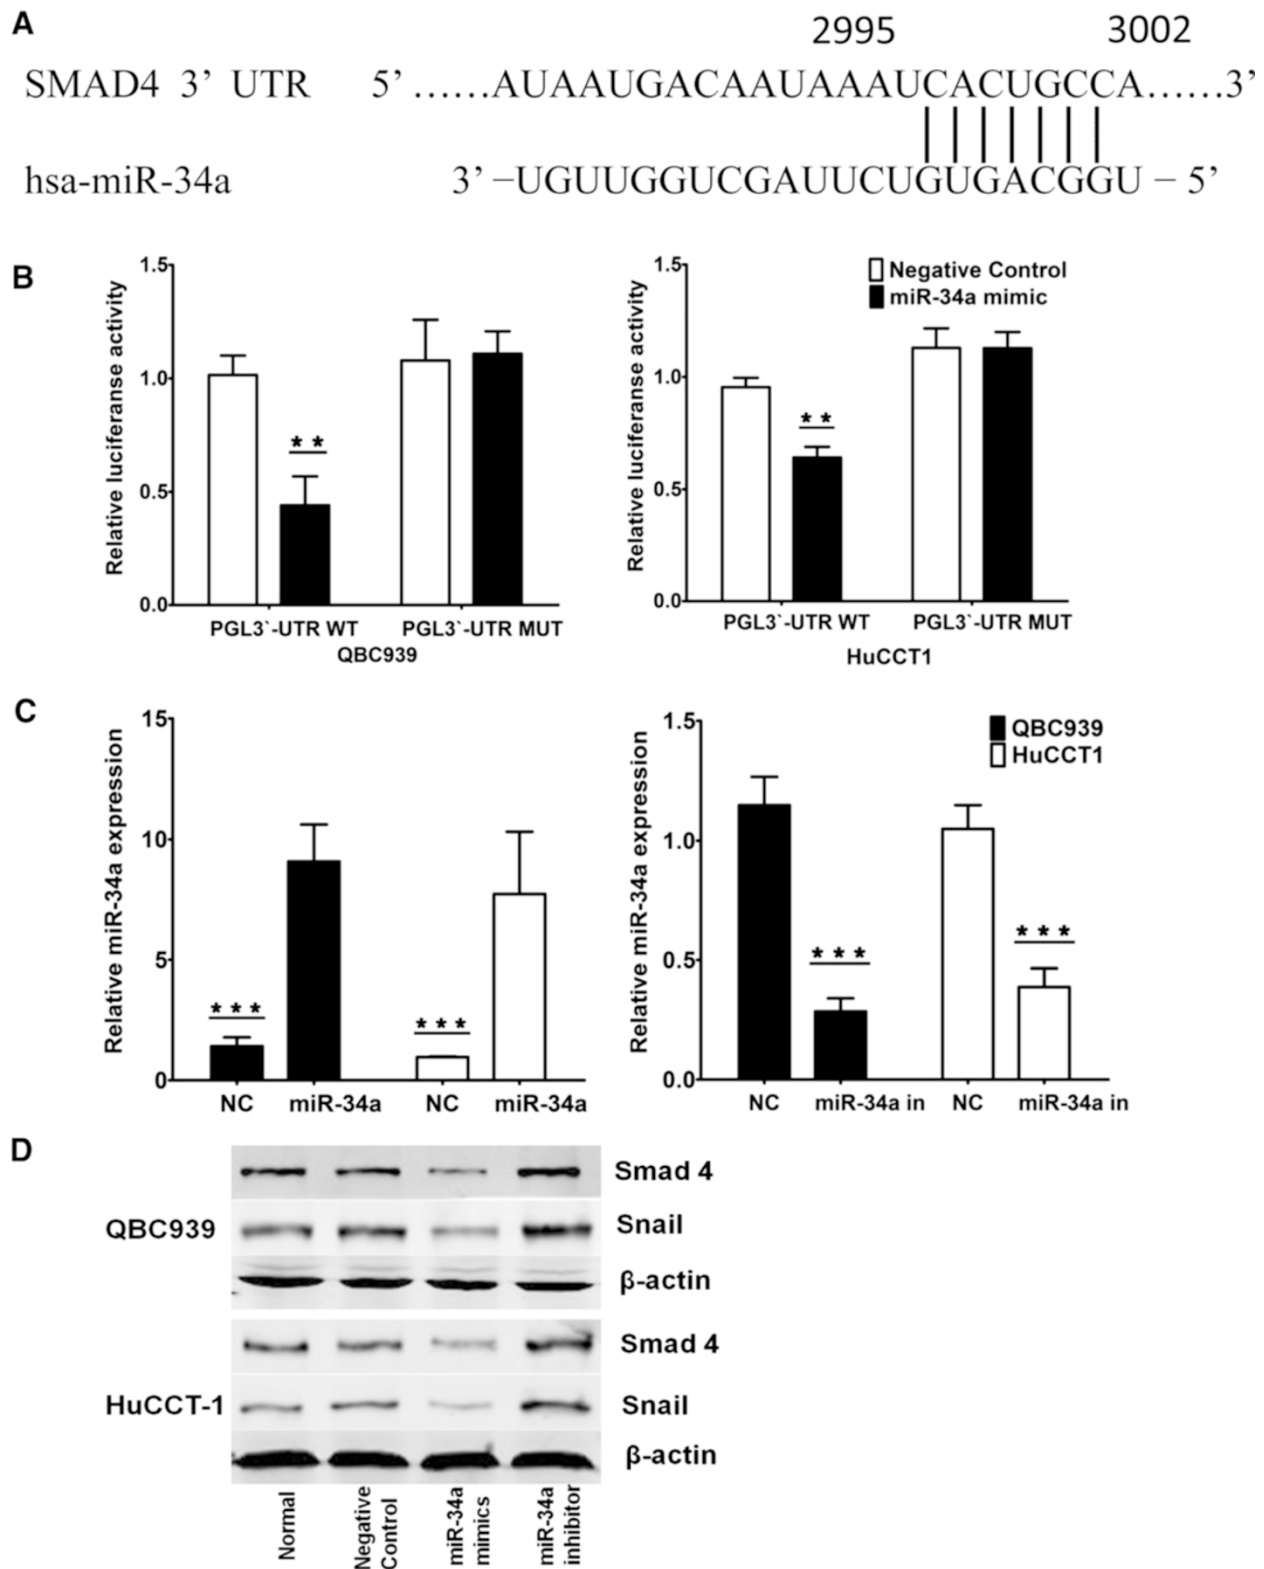 A
2995 3002
SMAD4 3’ UTR 5’ ......AUAAUGACAAUAAAUCACUGCCA......3’
hsa-miR-34a 3’ –UGUUGGUCGAUUCUGUGACGGU – 5’
B
Relative luciferanse activity
1.5
1.0
0.5
0.0
* *
PGL3`-UTR WT PGL3`-UTR MUT
QBC939
Relative luciferanse activity
1.5
1.0
0.5
0.0
* *
Negative Control
miR-34a mimic
PGL3`-UTR WT PGL3`-UTR MUT
HuCCT1
C
Relative miR-34a expression
15
10
5
0
* * *
* * *
NC miR-34a NC miR-34a
Relative miR-34a expression
1.5
1.0
0.5
0.0
QBC939
HuCCT1
* * *
* * *
NC miR-34a in NC miR-34a in
D
QBC939
Smad 4
Snail
β-actin
HuCCT-1
Smad 4
Snail
β-actin
Normal
Negative
Control
miR-34a
mimics
miR-34a
inhibitor